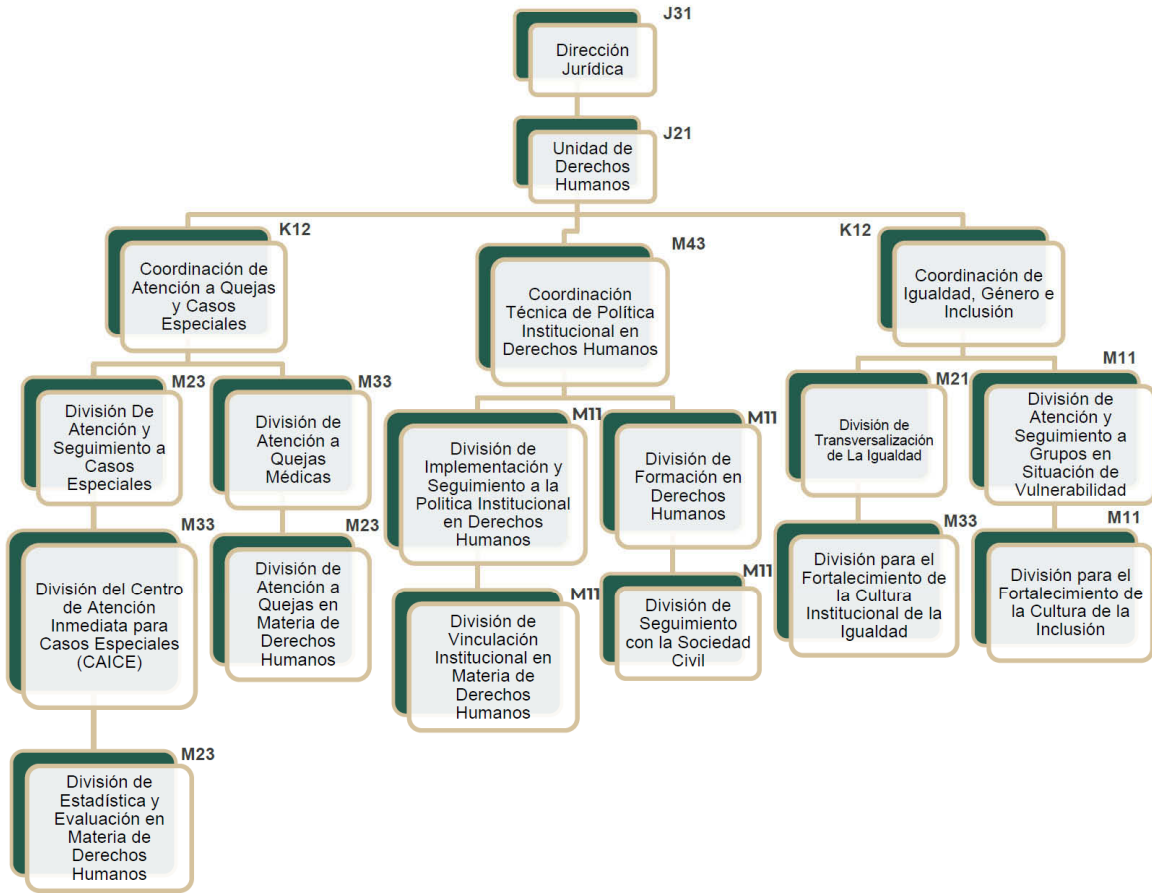 J31
Dirección
Jurídica
J21
Unidad de
Derechos
Humanos
K12
Coordinación de
Atención a Quejas
y Casos
Especiales
M43
Coordinación
Técnica de Política
Institucional en
Derechos Humanos
K12
Coordinación de
Igualdad, Género e
Inclusión
M23
División De
Atención y
Seguimiento a
Casos
Especiales
M33
División de
Atención a
Quejas
Médicas
M11
División de
Implementación y
Seguimiento a la
Politica Institucional
en Derechos
Humanos
M11
División de
Formación en
Derechos
Humanos
M21
División de
Transversalización
de La Igualdad
M11
División de
Atención y
Seguimiento a
Grupos en
Situación de
Vulnerabilidad
M33
División del Centro
de Atención
Inmediata para
Casos Especiales
(CAICE)
M23
División de
Atención a
Quejas en
Materia de
Derechos
Humanos
M11
División de
Vinculación
Institucional en
Materia de
Derechos
Humanos
M11
División de
Seguimiento
con la Sociedad
Civil
M33
División para el
Fortalecimiento de
la Cultura
Institucional de la
Igualdad
M11
División para el
Fortalecimiento de
la Cultura de la
Inclusión
M23
División de
Estadística y
Evaluación en
Materia de
Derechos
Humanos